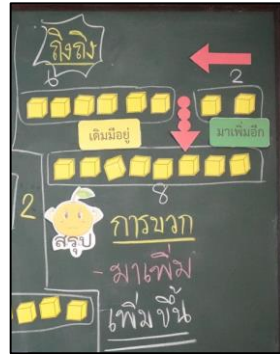 ถิงถิง
6
2
เดิมมีอยู่
มาเพิ่มอีก
8
2
สรุป
การบวก
- มาเพิ่ม
เพิ่มขึ้น